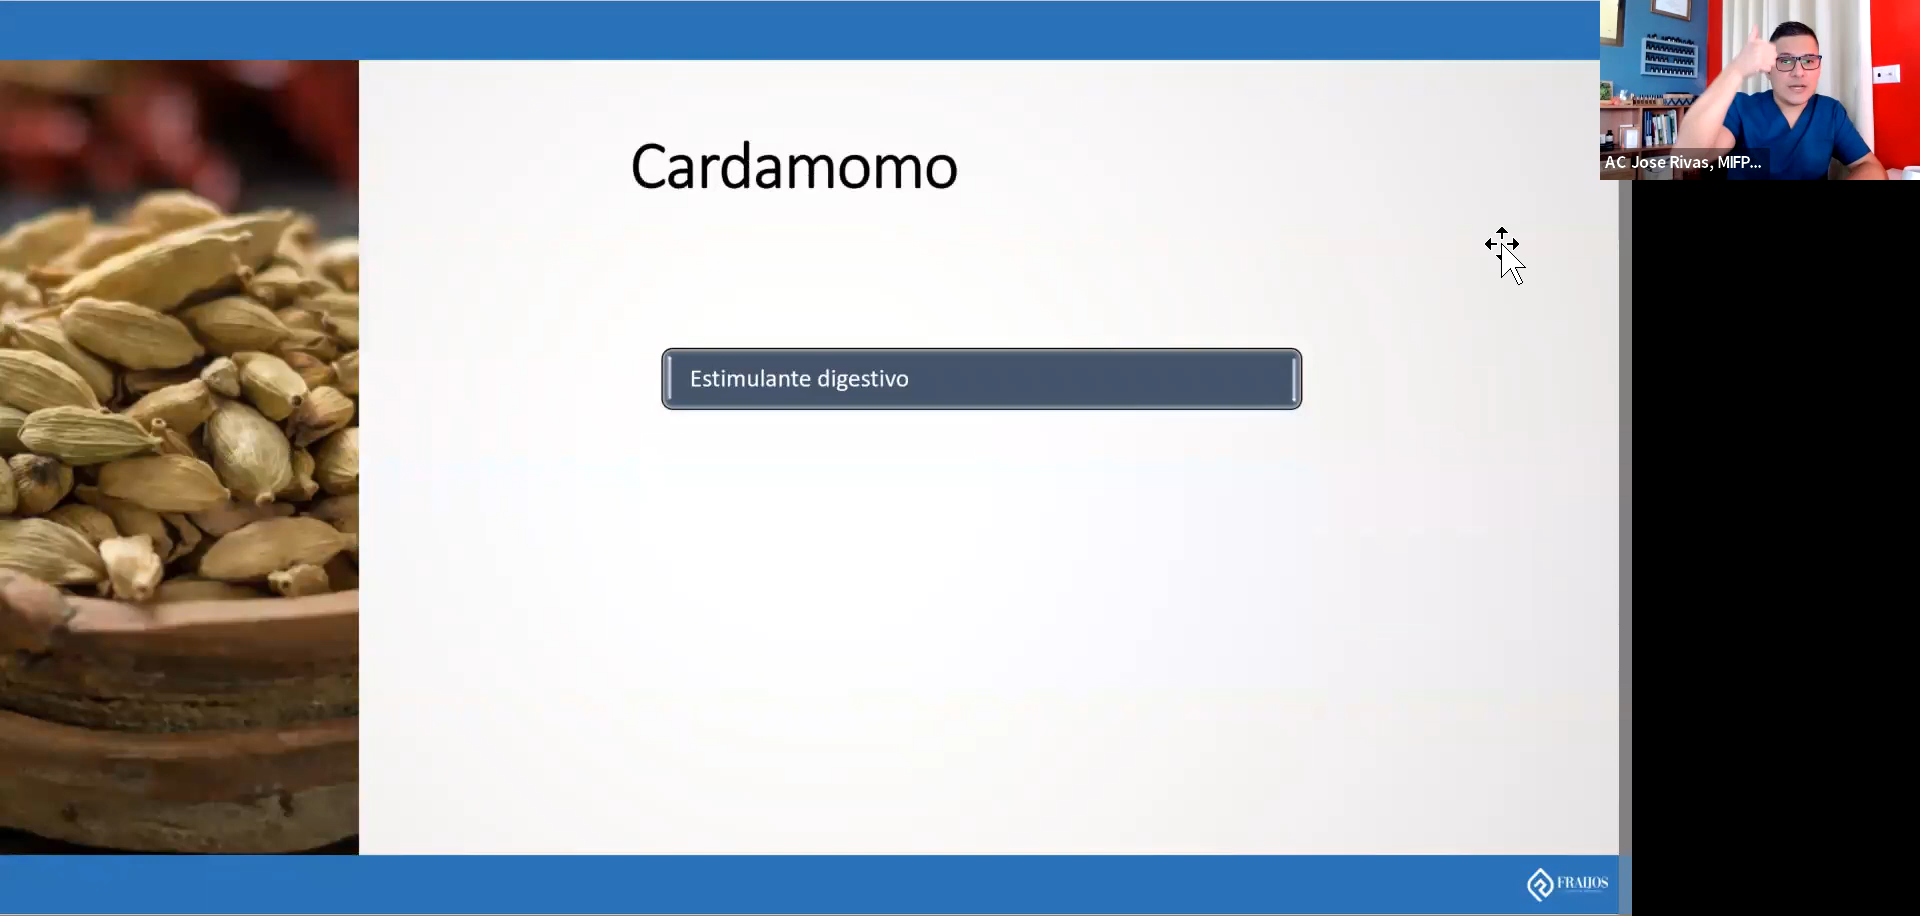 Cardamomo
Estimulante digestivo
AC Jose Rivas, MIFP...
FRAIJOS